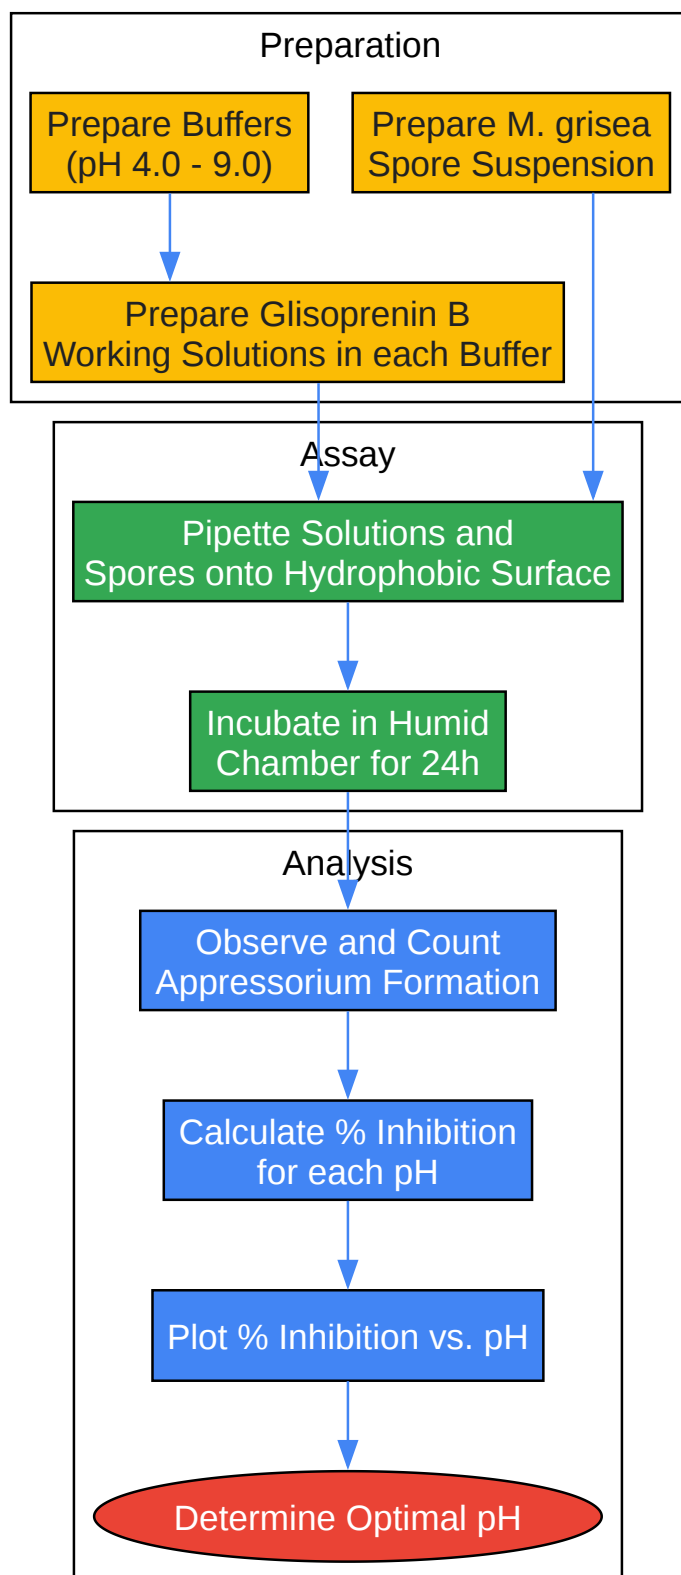 Preparation
Prepare Buffers
(pH 4.0 - 9.0)
Prepare M. grisea
Spore Suspension
Prepare Glisoprenin B
Working Solutions in each Buffer
Assay
Pipette Solutions and
Spores onto Hydrophobic Surface
Incubate in Humid
Chamber for 24h
Analysis
Observe and Count
Appressorium Formation
Calculate % Inhibition
for each pH
Plot % Inhibition vs. pH
Determine Optimal pH